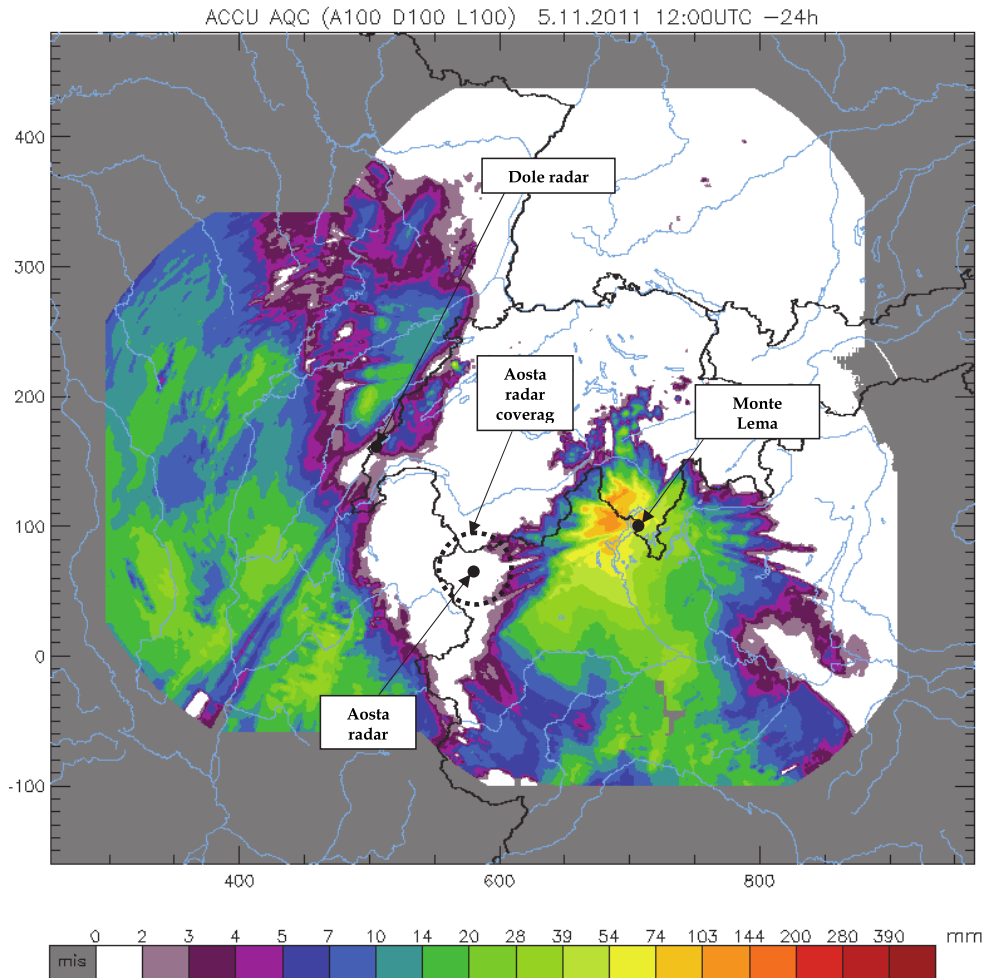 ACCU AQC (A100 D100 L100) 5.11.2011 12:00UTC -24h
400
300
200
100
0
-100
Dole radar
Aosta
radar
coverag
Monte
Lema
Aosta
radar
400 600 800
0 2 3 4 5 7 10 14 20 28 39 54 74 103 144 200 280 390 mm
mis